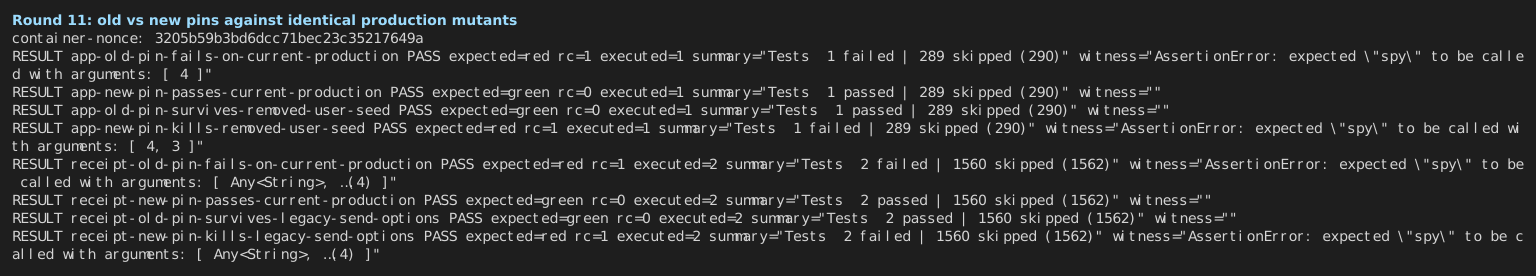 Round 11: old vs new pins against identical production mutants
container-nonce: 3205b59b3bd6dcc71bec23c35217649a
RESULT app-old-pin-fails-on-current-production PASS expected=red rc=1 executed=1 summary="Tests  1 failed | 289 skipped (290)" witness="AssertionError: expected \"spy\" to be calle
d with arguments: [ 4 ]"
RESULT app-new-pin-passes-current-production PASS expected=green rc=0 executed=1 summary="Tests  1 passed | 289 skipped (290)" witness=""
RESULT app-old-pin-survives-removed-user-seed PASS expected=green rc=0 executed=1 summary="Tests  1 passed | 289 skipped (290)" witness=""
RESULT app-new-pin-kills-removed-user-seed PASS expected=red rc=1 executed=1 summary="Tests  1 failed | 289 skipped (290)" witness="AssertionError: expected \"spy\" to be called wi
th arguments: [ 4, 3 ]"
RESULT receipt-old-pin-fails-on-current-production PASS expected=red rc=1 executed=2 summary="Tests  2 failed | 1560 skipped (1562)" witness="AssertionError: expected \"spy\" to be
 called with arguments: [ Any<String>, …(4) ]"
RESULT receipt-new-pin-passes-current-production PASS expected=green rc=0 executed=2 summary="Tests  2 passed | 1560 skipped (1562)" witness=""
RESULT receipt-old-pin-survives-legacy-send-options PASS expected=green rc=0 executed=2 summary="Tests  2 passed | 1560 skipped (1562)" witness=""
RESULT receipt-new-pin-kills-legacy-send-options PASS expected=red rc=1 executed=2 summary="Tests  2 failed | 1560 skipped (1562)" witness="AssertionError: expected \"spy\" to be c
alled with arguments: [ Any<String>, …(4) ]"